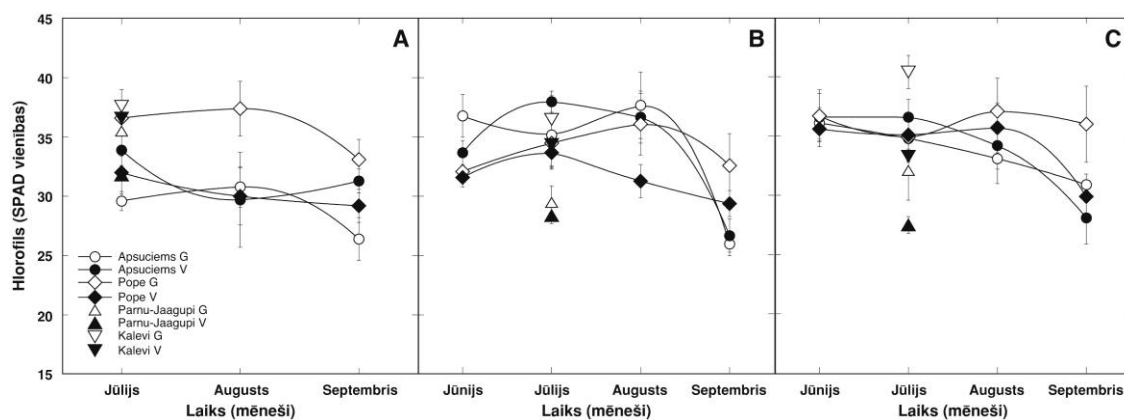 Hlorofils (SPAD vienības)
45
40
35
30
25
20
15
A
B
C
Apsuciems G
Apsuciems V
Pope G
Pope V
Parnu-Jaagupi G
Parnu-Jaagupi V
Kalevi G
Kalevi V
Jūlijs Augusts Septembris
Jūnijs Jūlijs Augusts Septembris
Jūnijs Jūlijs Augusts Septembris
Laiks (mēneši)
Laiks (mēneši)
Laiks (mēneši)